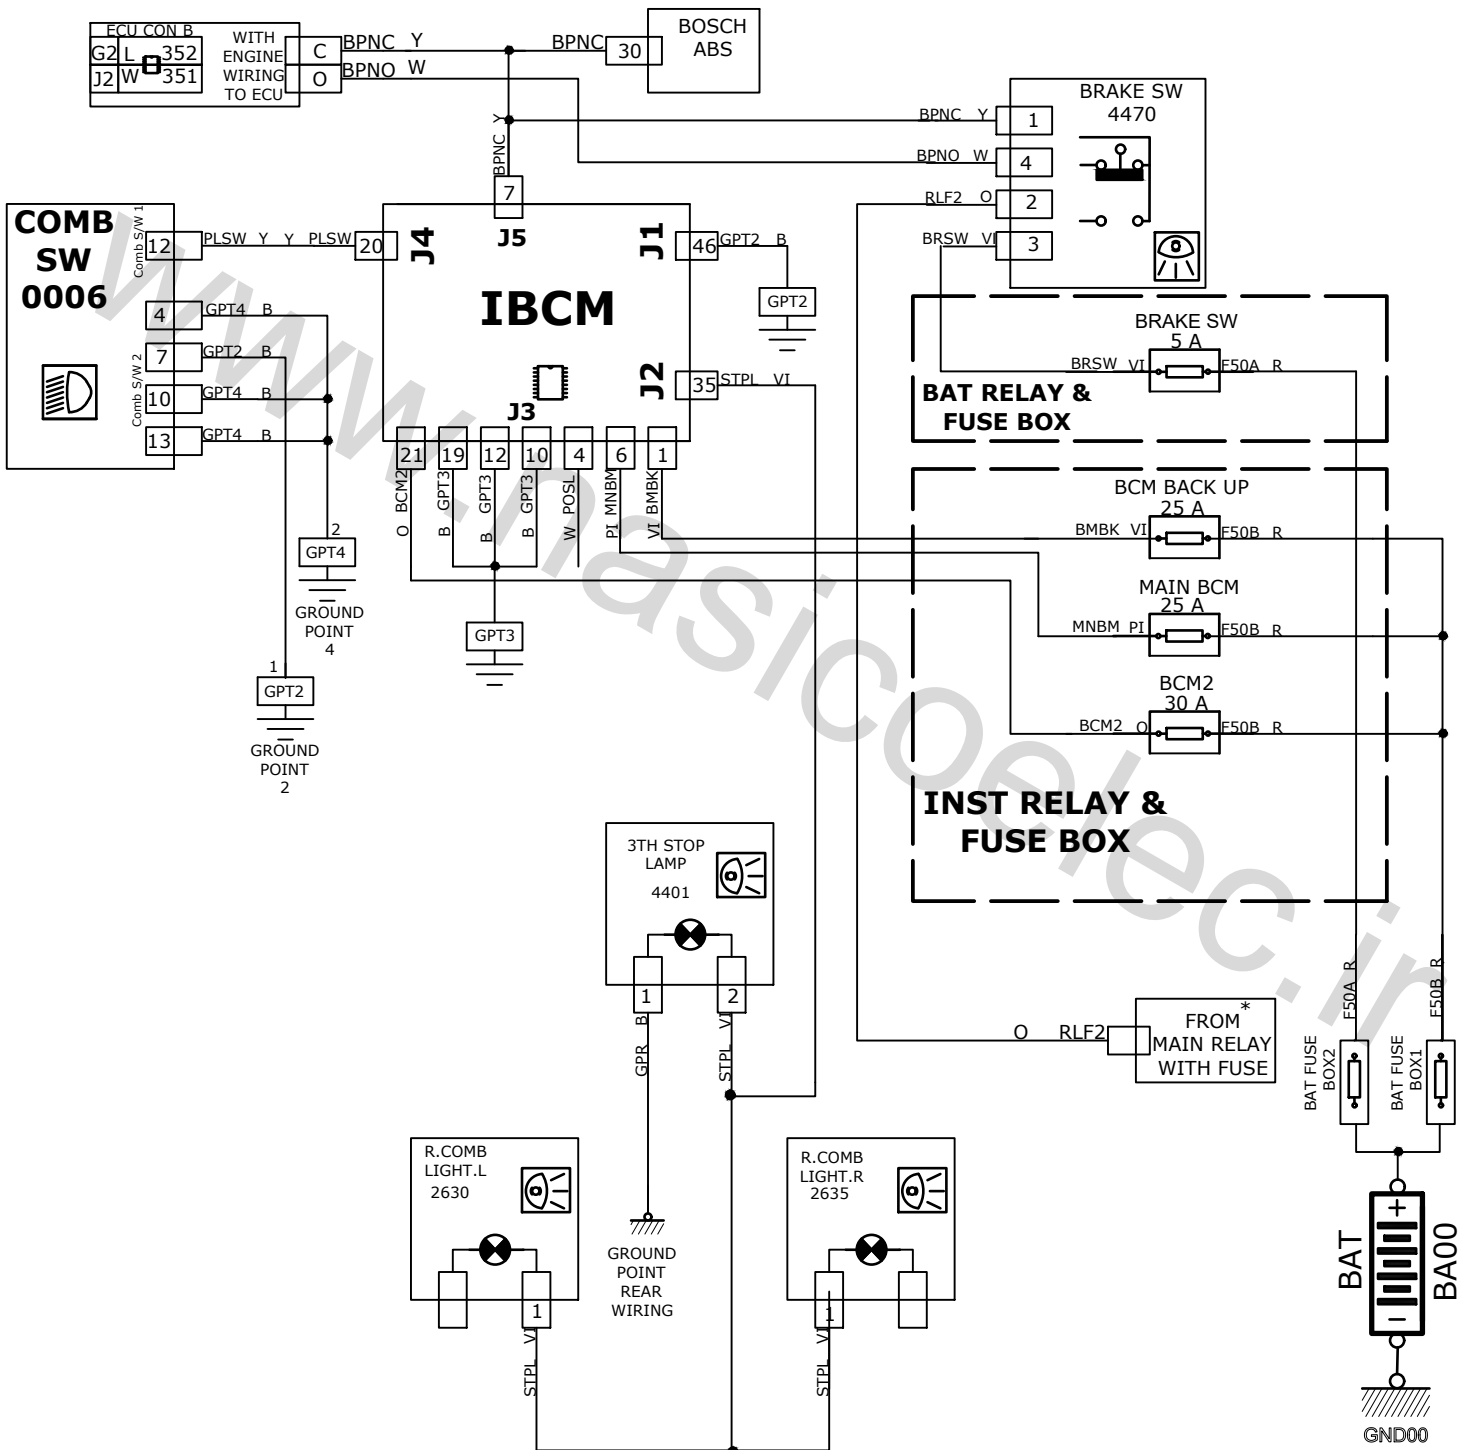 ECU CON B
G2 L 352
J2 W 351
WITH
ENGINE
WIRING
TO ECU
C
O
BPNC Y
BPNO W
BPNC
30
BOSCH
ABS
BPNC Y
7
J5
BRAKE SW
4470
BPNC Y
1
BPNO W
4
RLF2 O
2
BRSW VI
3
COMB
SW
0006
Comb S/W 1
12
PLSW Y Y PLSW
20
J4
J1
46
GPT2 B
GPT2
IBCM
4
GPT4 B
7
GPT2 B
Comb S/W 2
10
GPT4 B
13
GPT4 B
J2
35
STPL VI
J3
21
19
12
10
4
6
1
O BCM2
B GPT3
B GPT3
B GPT3
W POSL
PI MNBM
VI BMBK
2
GPT4
GROUND
POINT
4
1
GPT2
GROUND
POINT
2
GPT3
BRAKE SW
5 A
BRSW VI
F50A R
BAT RELAY &
FUSE BOX
BCM BACK UP
25 A
BMBK VI
F50B R
MAIN BCM
25 A
MNBM PI
F50B R
BCM2
30 A
BCM2 O
F50B R
INST RELAY &
FUSE BOX
www.nasicoelec.ir
3TH STOP
LAMP
4401
1
2
GPR B
STPL VI
GROUND
POINT
REAR
WIRING
O RLF2
*
FROM
MAIN RELAY
WITH FUSE
F50A R
F50B R
BAT FUSE
BOX2
BAT FUSE
BOX1
R.COMB
LIGHT.L
2630
1
STPL VI
R.COMB
LIGHT.R
2635
1
STPL VI
BAT
+
−
BA00
GND00